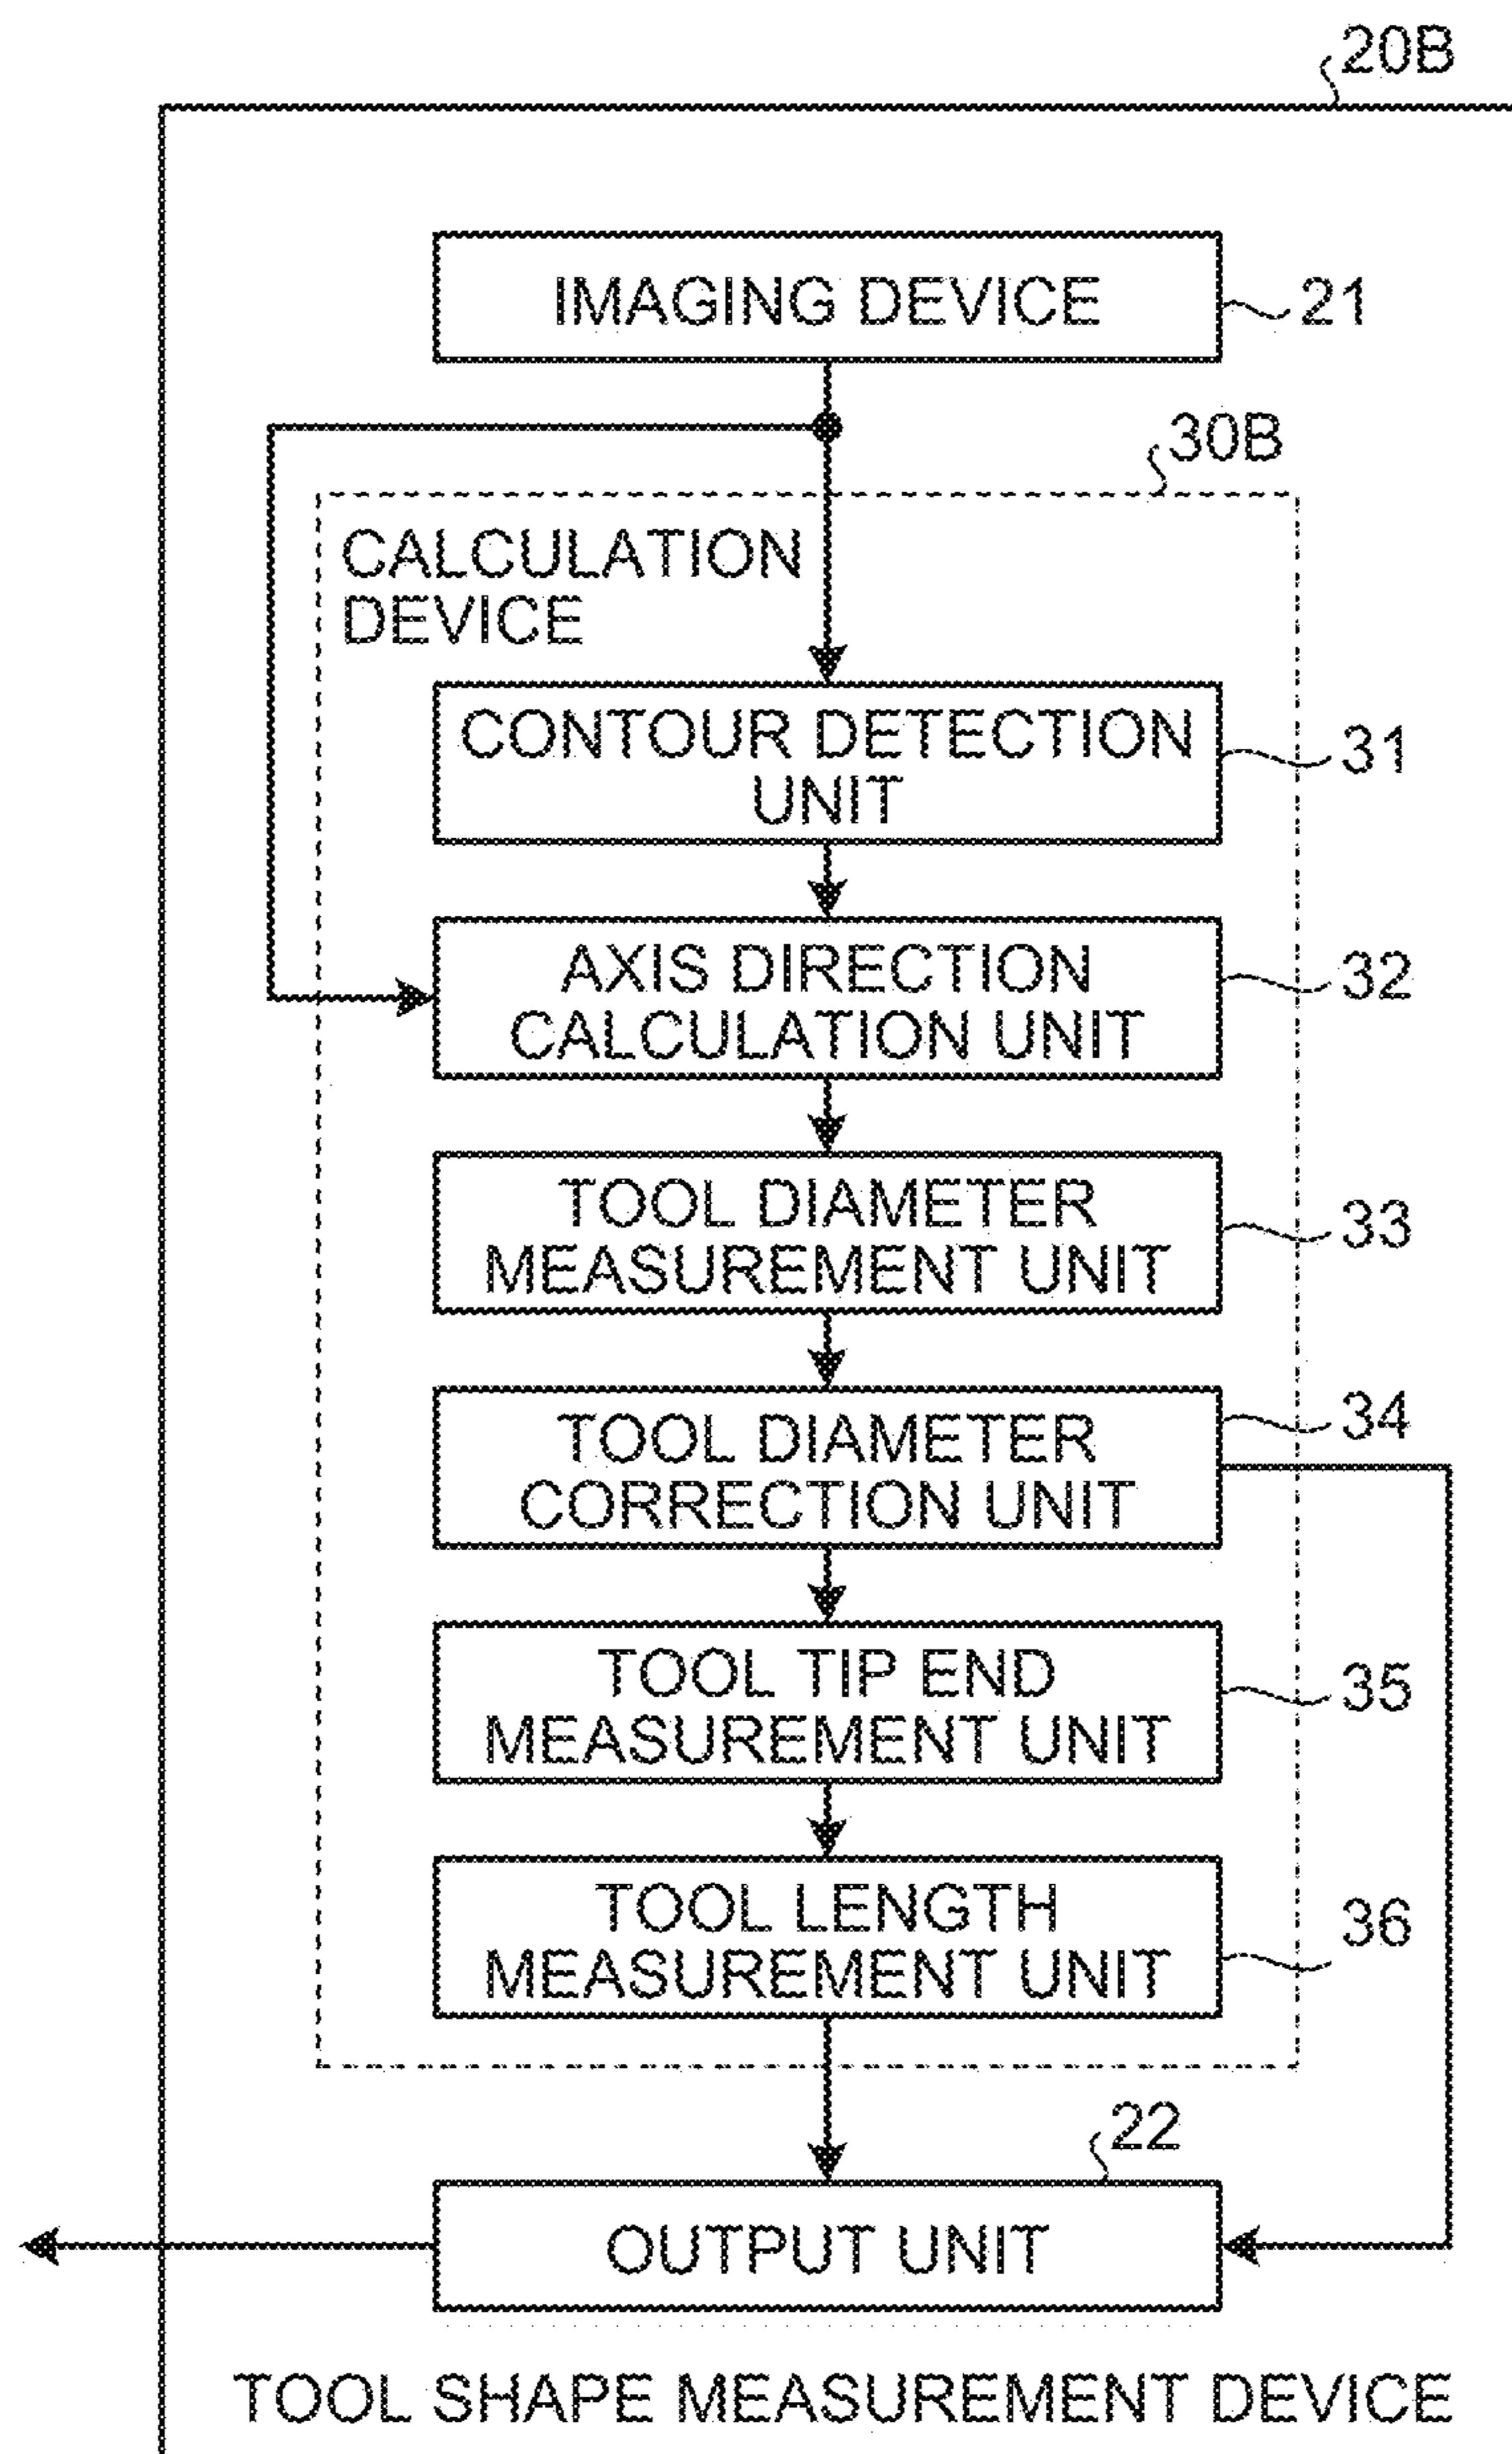 20B
IMAGING DEVICE
21
30B
CALCULATION
DEVICE
CONTOUR DETECTION
UNIT
31
AXIS DIRECTION
CALCULATION UNIT
32
TOOL DIAMETER
MEASUREMENT UNIT
33
TOOL DIAMETER
CORRECTION UNIT
34
TOOL TIP END
MEASUREMENT UNIT
35
TOOL LENGTH
MEASUREMENT UNIT
36
22
OUTPUT UNIT
TOOL SHAPE MEASUREMENT DEVICE